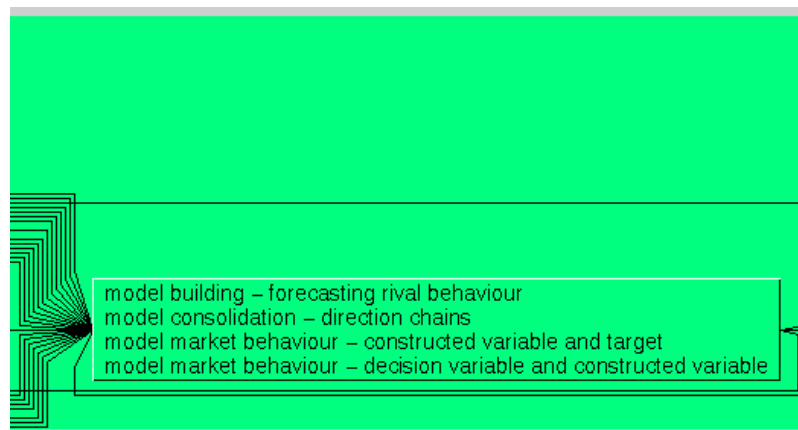 model building – forecasting rival behaviour
model consolidation – direction chains
model market behaviour – constructed variable and target
model market behaviour – decision variable and constructed variable